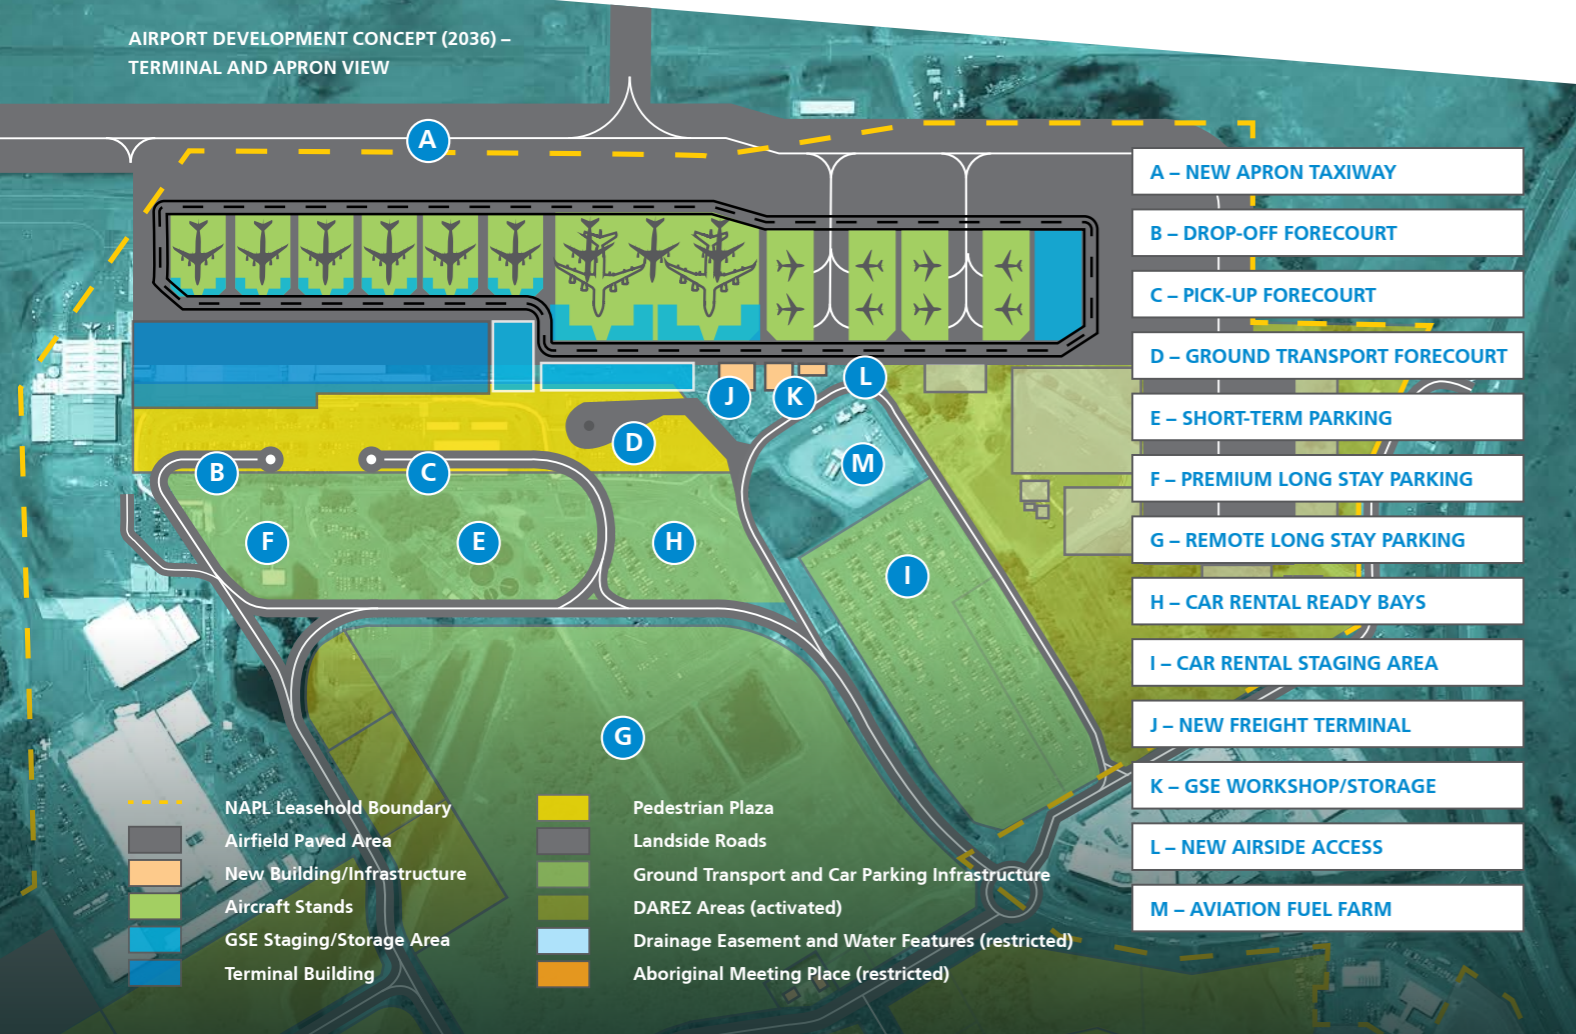 AIRPORT DEVELOPMENT CONCEPT (2036) –
TERMINAL AND APRON VIEW
A
B
C
D
E
F
G
H
I
J
K
L
M
A – NEW APRON TAXIWAY
B – DROP-OFF FORECOURT
C – PICK-UP FORECOURT
D – GROUND TRANSPORT FORECOURT
E – SHORT-TERM PARKING
F – PREMIUM LONG STAY PARKING
G – REMOTE LONG STAY PARKING
H – CAR RENTAL READY BAYS
I – CAR RENTAL STAGING AREA
J – NEW FREIGHT TERMINAL
K – GSE WORKSHOP/STORAGE
L – NEW AIRSIDE ACCESS
M – AVIATION FUEL FARM
NAPL Leasehold Boundary
Airfield Paved Area
New Building/Infrastructure
Aircraft Stands
GSE Staging/Storage Area
Terminal Building
Pedestrian Plaza
Landside Roads
Ground Transport and Car Parking Infrastructure
DAREZ Areas (activated)
Drainage Easement and Water Features (restricted)
Aboriginal Meeting Place (restricted)